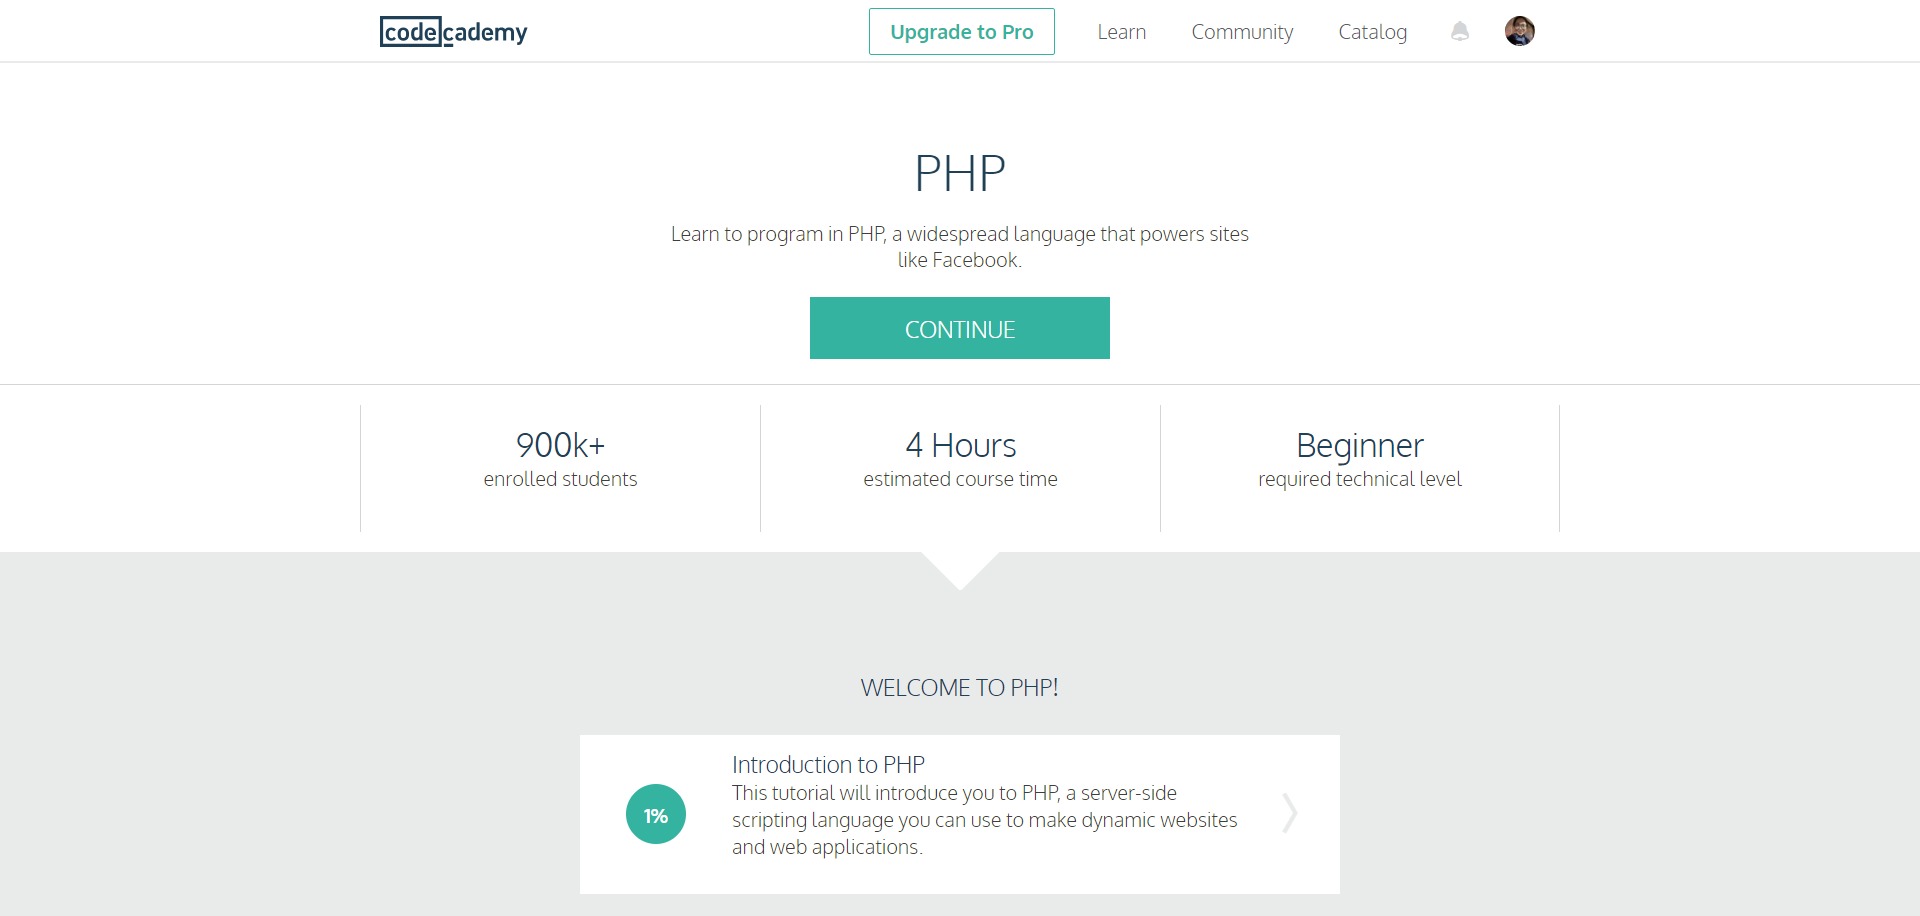 codecademy
Upgrade to Pro
Learn
Community
Catalog
PHP
Learn to program in PHP, a widespread language that powers sites
like Facebook.
CONTINUE
900k+
enrolled students
4 Hours
estimated course time
Beginner
required technical level
WELCOME TO PHP!
1%
Introduction to PHP
This tutorial will introduce you to PHP, a server-side
scripting language you can use to make dynamic websites
and web applications.